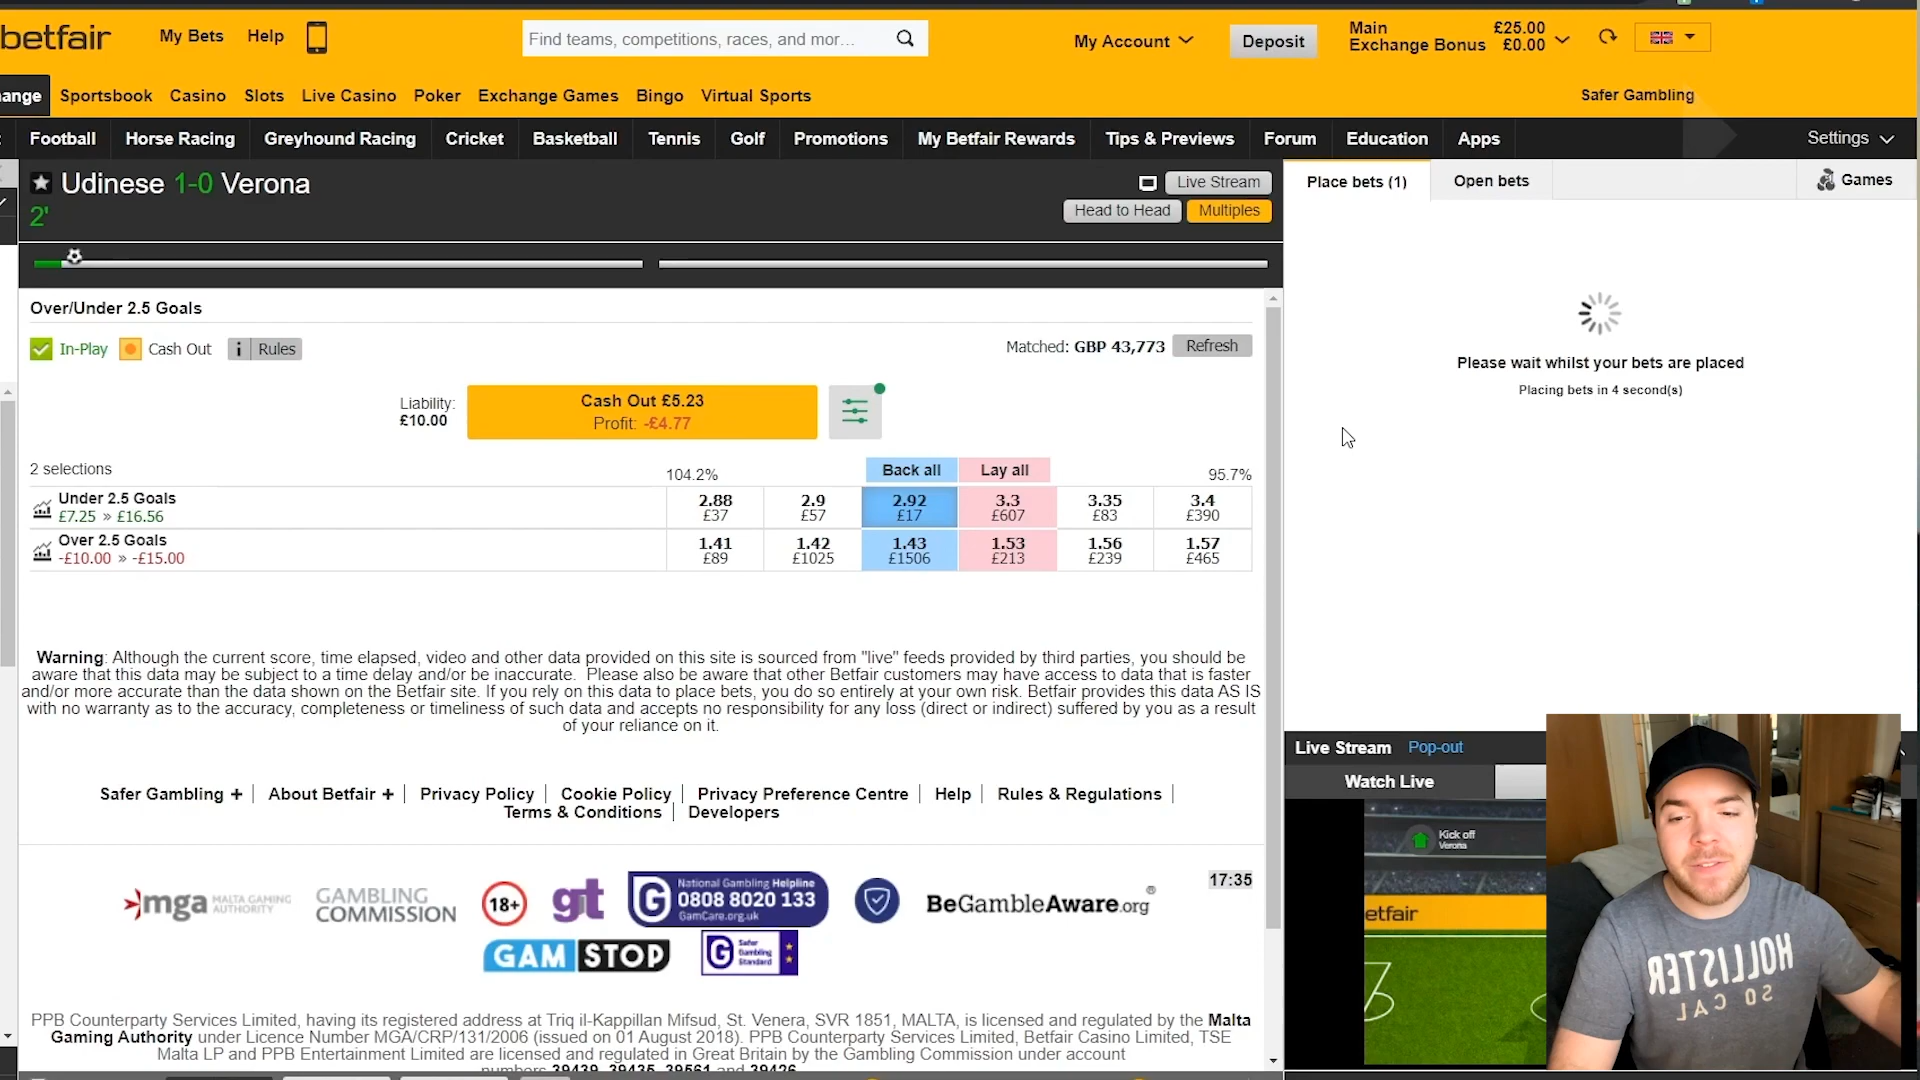 betfair My Bets Help Find teams, competitions, races, and mor... My Account Deposit Main £25.00
Exchange Bonus £0.00
ange Sportsbook Casino Slots Live Casino Poker Exchange Games Bingo Virtual Sports Safer Gambling
Football Horse Racing Greyhound Racing Cricket Basketball Tennis Golf Promotions My Betfair Rewards Tips & Previews Forum Education Apps Settings
Udinese 1-0 Verona
2'
Live Stream
Head to Head Multiples
Place bets (1) Open bets Games
Over/Under 2.5 Goals
In-Play Cash Out i Rules Matched: GBP 43,773 Refresh
Liability:
£10.00
Cash Out £5.23
Profit: -£4.77
Please wait whilst your bets are placed
Placing bets in 4 second(s)
2 selections 104.2% Back all Lay all 95.7%
Under 2.5 Goals 2.88 2.9 2.92 3.3 3.35 3.4
£7.25 » £16.56 £37 £57 £17 £607 £83 £390
Over 2.5 Goals 1.41 1.42 1.43 1.53 1.56 1.57
-£10.00 » -£15.00 £89 £1025 £1506 £213 £239 £465
Warning: Although the current score, time elapsed, video and other data provided on this site is sourced from "live" feeds provided by third parties, you should be
aware that this data may be subject to a time delay and/or be inaccurate. Please also be aware that other Betfair customers may have access to data that is faster
and/or more accurate than the data shown on the Betfair site. If you rely on this data to place bets, you do so entirely at your own risk. Betfair provides this data AS IS
with no warranty as to the accuracy, completeness or timeliness of such data and accepts no responsibility for any loss (direct or indirect) suffered by you as a result
of your reliance on it.
Safer Gambling + About Betfair + Privacy Policy Cookie Policy Privacy Preference Centre Help Rules & Regulations
Terms & Conditions Developers
17:35
mga MALTA GAMING AUTHORITY
GAMBLING COMMISSION
18+
gt
G National Gambling Helpline
0808 8020 133
GamCare.org.uk
BeGambleAware.org®
GAMSTOP
G Safer Gambling Standard
PPB Counterparty Services Limited, having its registered address at Triq il-Kappillan Mifsud, St. Venera, SVR 1851, MALTA, is licensed and regulated by the Malta
Gaming Authority under Licence Number MGA/CRP/131/2006 (issued on 01 August 2018). PPB Counterparty Services Limited, Betfair Casino Limited, TSE
Malta LP and PPB Entertainment Limited are licensed and regulated in Great Britain by the Gambling Commission under account
numbers 39439, 39435, 39561 and 39426.
Live Stream Pop-out
Watch Live
Kick off
Verona
etfair
HOLLISTER
SO CAL